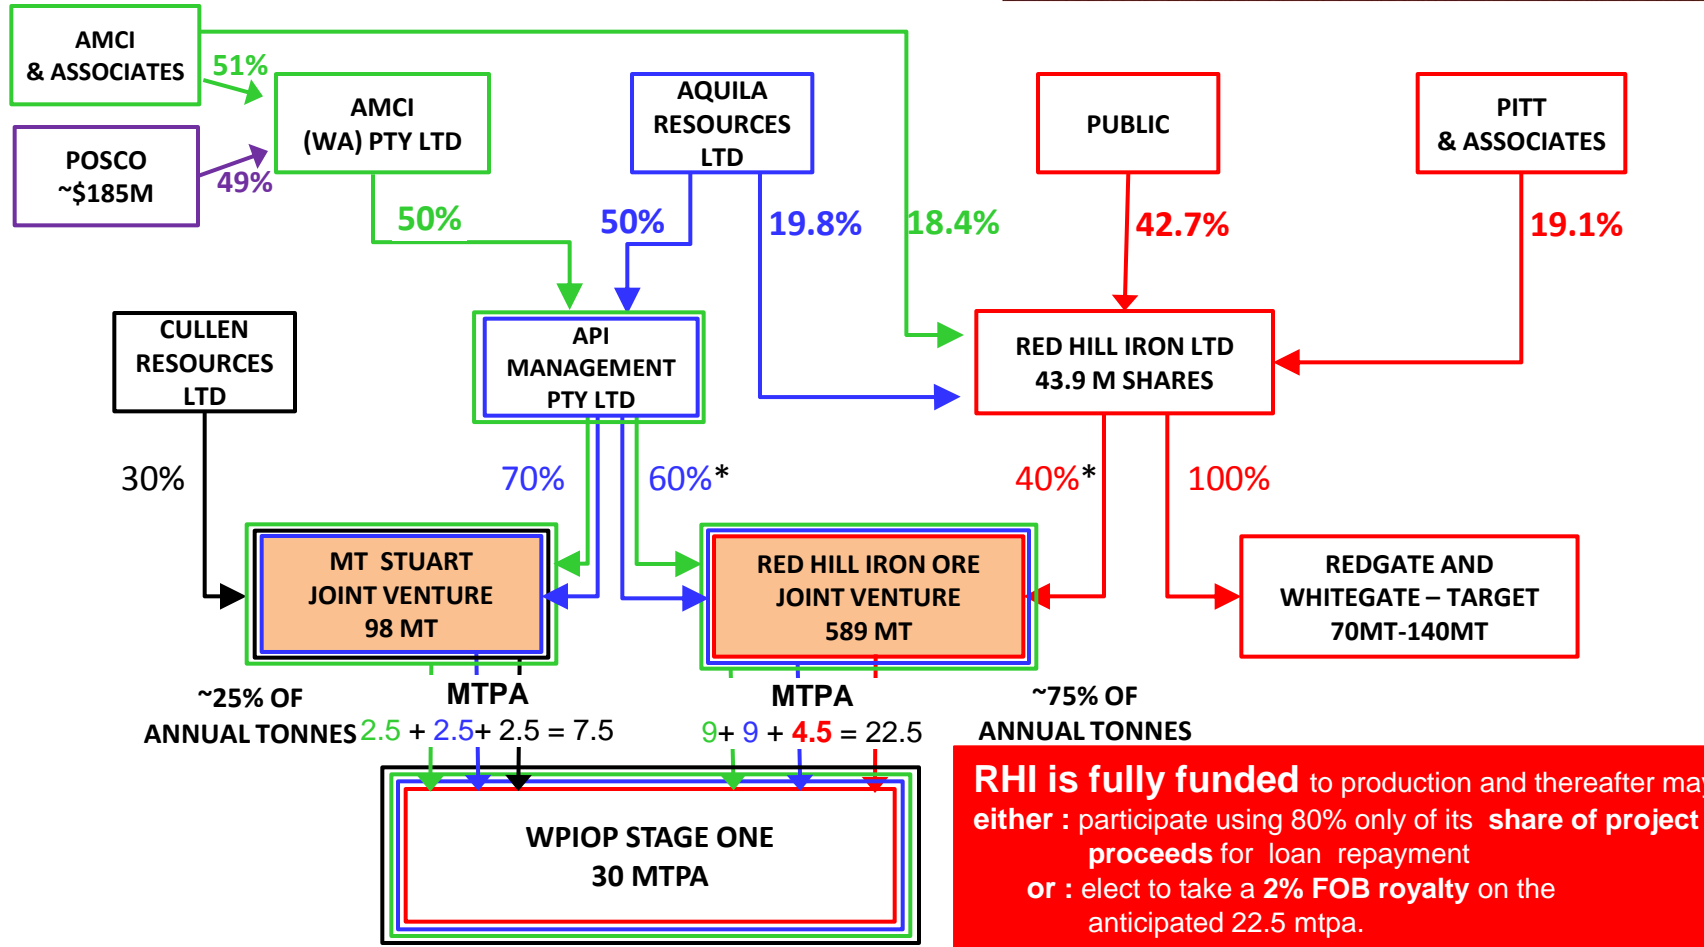 AMCI
& ASSOCIATES
51%
POSCO
~$185M
49%
AMCI
(WA) PTY LTD
AQUILA
RESOURCES
LTD
PUBLIC
PITT
& ASSOCIATES
50%
50%
19.8%
18.4%
42.7%
19.1%
CULLEN
RESOURCES
LTD
API
MANAGEMENT
PTY LTD
RED HILL IRON LTD
43.9 M SHARES
30%
70%
60%*
40%*
100%
MT STUART
JOINT VENTURE
98 MT
RED HILL IRON ORE
JOINT VENTURE
589 MT
REDGATE AND
WHITEGATE – TARGET
70MT-140MT
~25% OF
ANNUAL TONNES
MTPA
2.5 + 2.5+ 2.5 = 7.5
MTPA
9+ 9 + 4.5 = 22.5
~75% OF
ANNUAL TONNES
WPIOP STAGE ONE
30 MTPA
RHI is fully funded to production and thereafter may
either : participate using 80% only of its share of project
proceeds for loan repayment
or : elect to take a 2% FOB royalty on the
anticipated 22.5 mtpa.